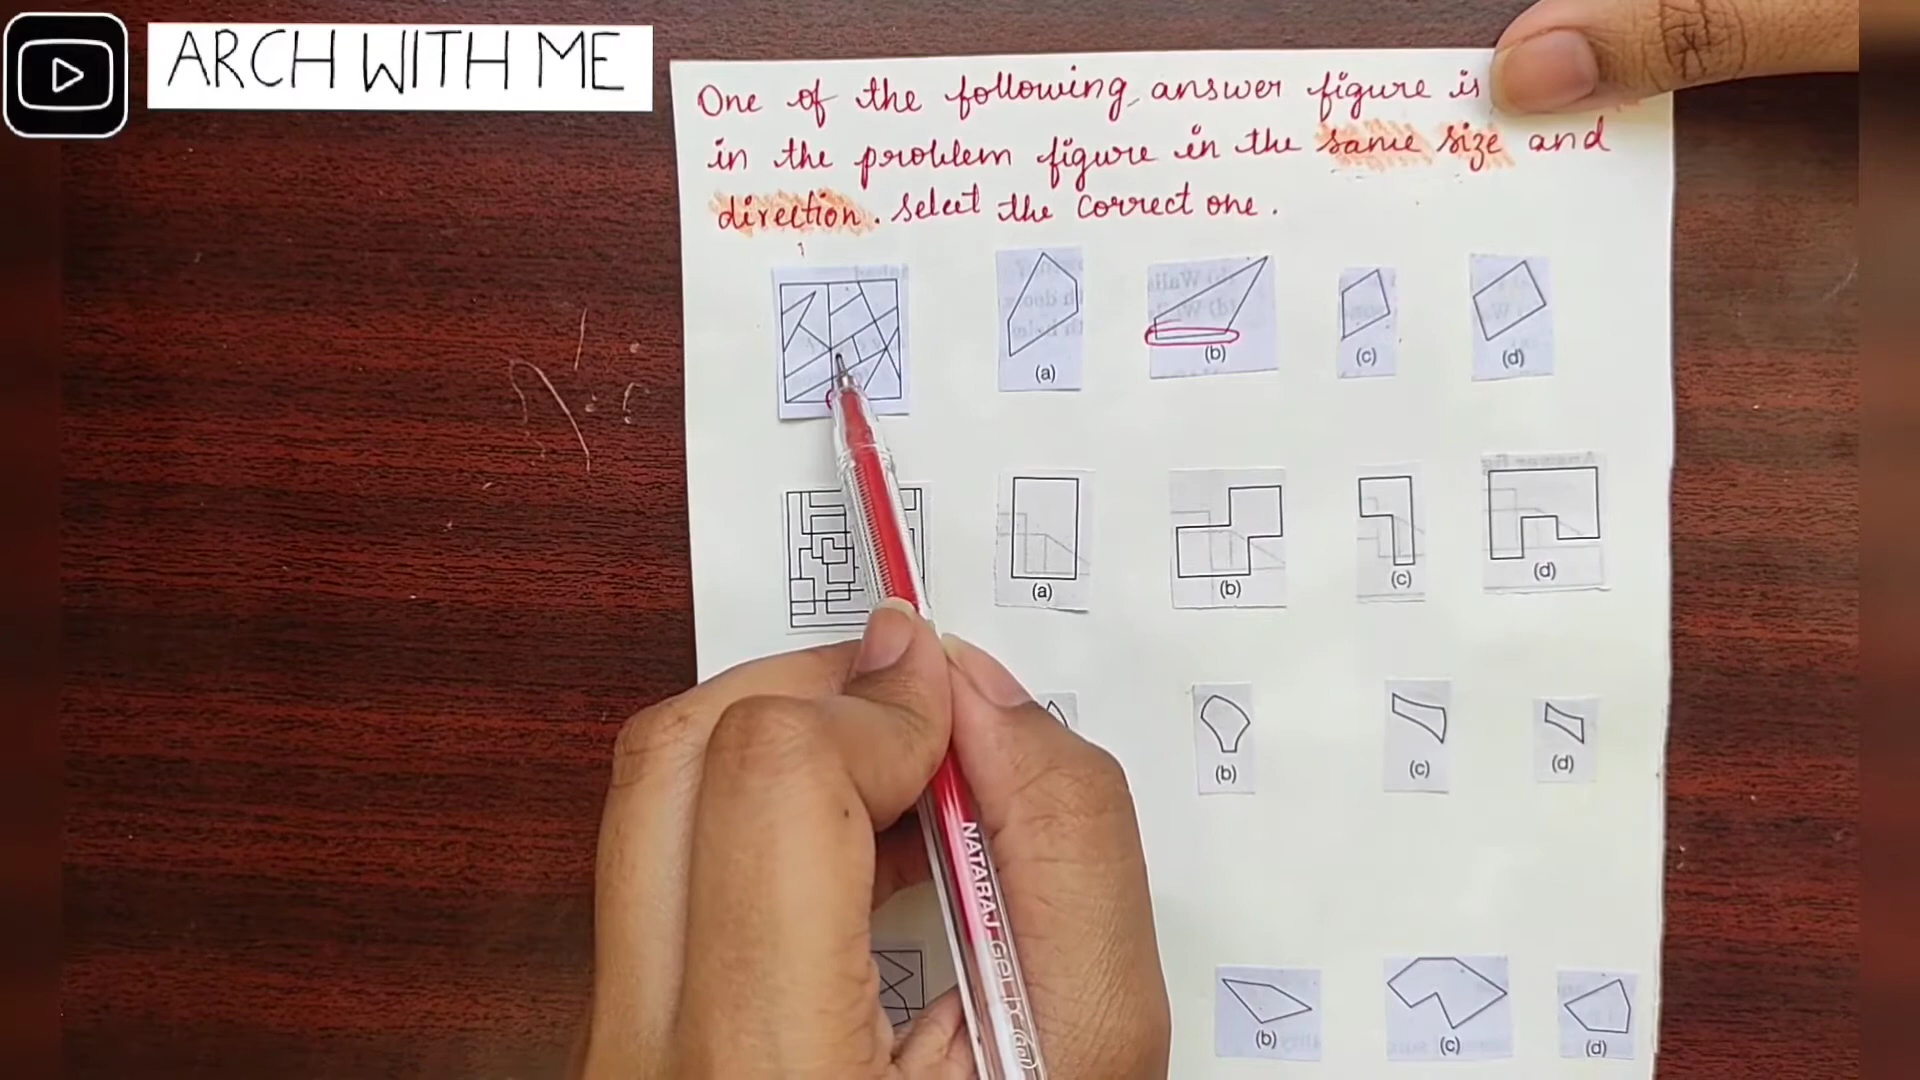 ARCH WITH ME
One of the following answer figure is
in the problem figure in the same size and
direction. Select the correct one.
(a) (b) (c) (d)
(a) (b) (c) (d)
(b) (c) (d)
(b) (c) (d)
NATARAJ Gelix